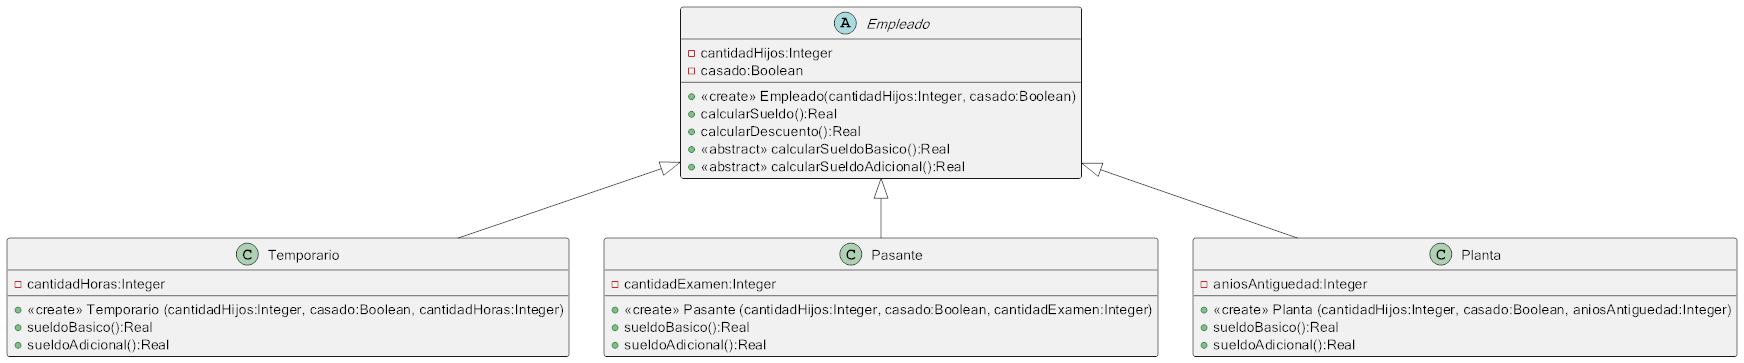 A Empleado
cantidadHijos:Integer
casado:Boolean
«create» Empleado(cantidadHijos:Integer, casado:Boolean)
calcularSueldo():Real
calcularDescuento():Real
«abstract» calcularSueldoBasico():Real
«abstract» calcularSueldoAdicional():Real
C Temporario
cantidadHoras:Integer
«create» Temporario (cantidadHijos:Integer, casado:Boolean, cantidadHoras:Integer)
sueldoBasico():Real
sueldoAdicional():Real
C Pasante
cantidadExamen:Integer
«create» Pasante (cantidadHijos:Integer, casado:Boolean, cantidadExamen:Integer)
sueldoBasico():Real
sueldoAdicional():Real
C Planta
aniosAntiguedad:Integer
«create» Planta (cantidadHijos:Integer, casado:Boolean, aniosAntiguedad:Integer)
sueldoBasico():Real
sueldoAdicional():Real